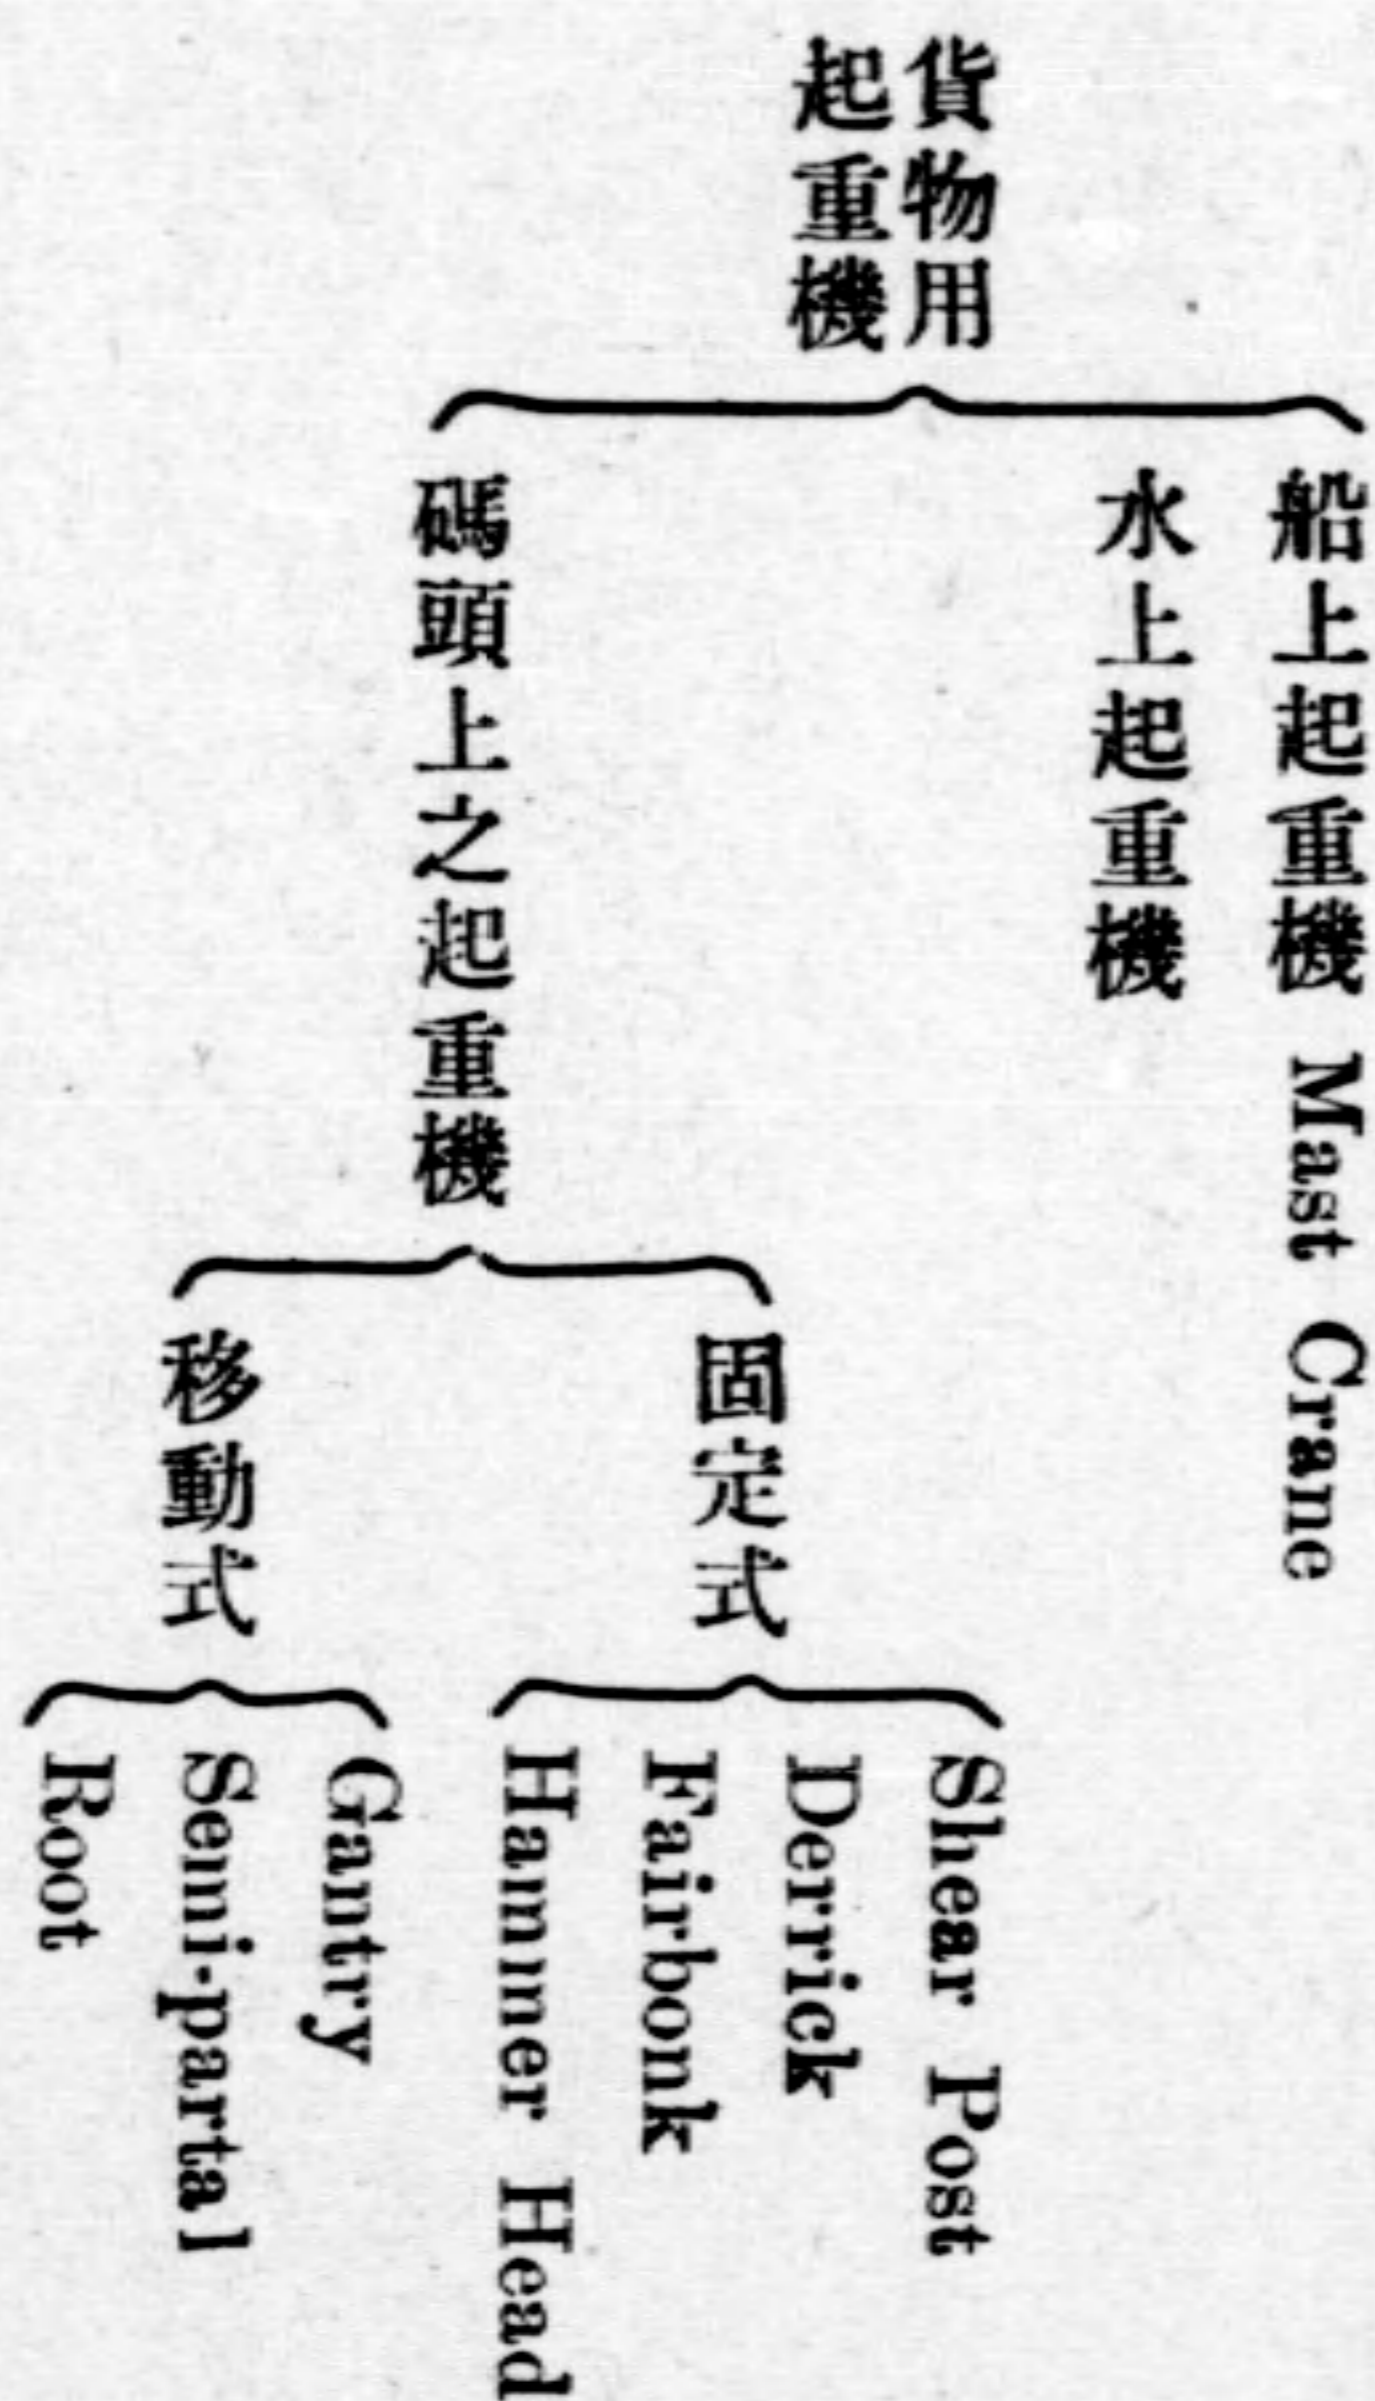 貨物用
起重機
船上起重機 Mast Crane
水上起重機
碼頭上之起重機
固定式
Shear Post
Derrick
Fairbonk
Hammer Head
移動式
Gantry
Semi-partal
Root